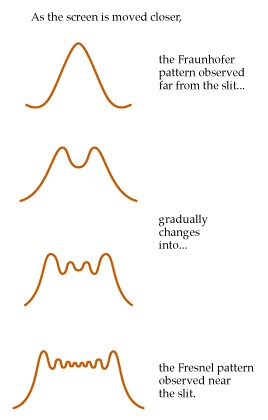 As the screen is moved closer,
the Fraunhofer
pattern observed
far from the slit...
gradually
changes
into...
the Fresnel pattern
observed near
the slit.